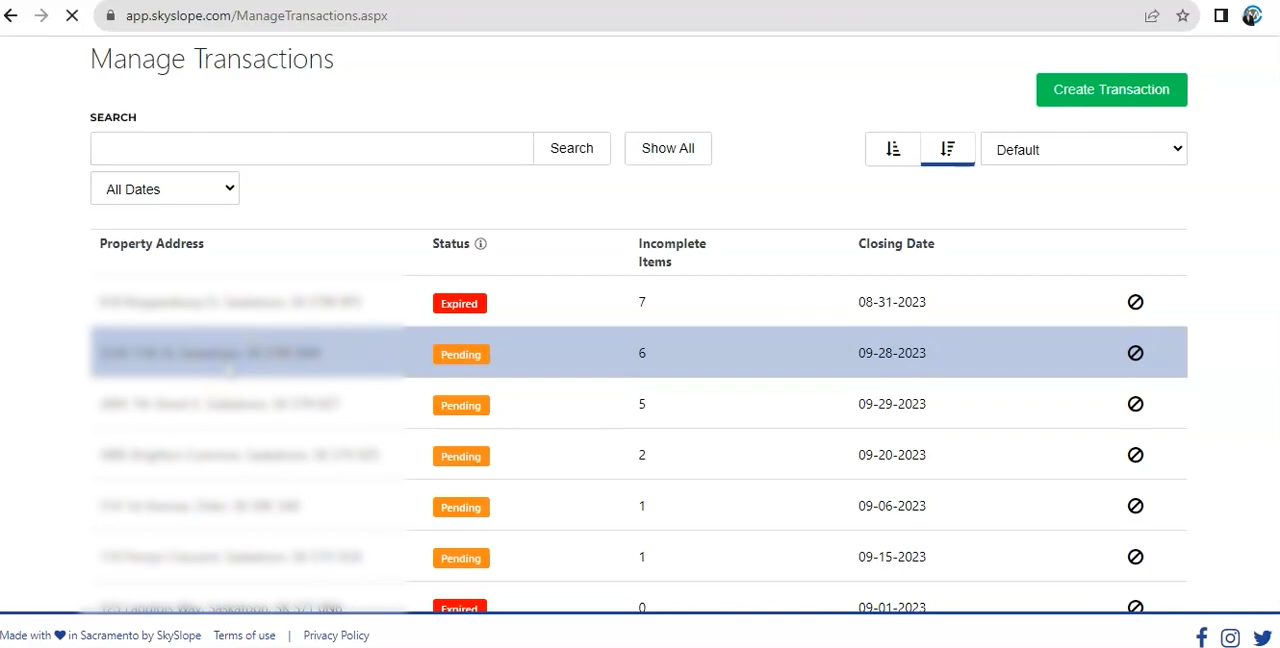 app.skyslope.com/ManageTransactions.aspx
Manage Transactions
Create Transaction
SEARCH
Search
Show All
Default
All Dates
Property Address
Status
Incomplete
Items
Closing Date
Expired 7 08-31-2023
Pending 6 09-28-2023
Pending 5 09-29-2023
Pending 2 09-20-2023
Pending 1 09-06-2023
Pending 1 09-15-2023
Expired 0 09-01-2023
Made with in Sacramento by SkySlope Terms of use | Privacy Policy